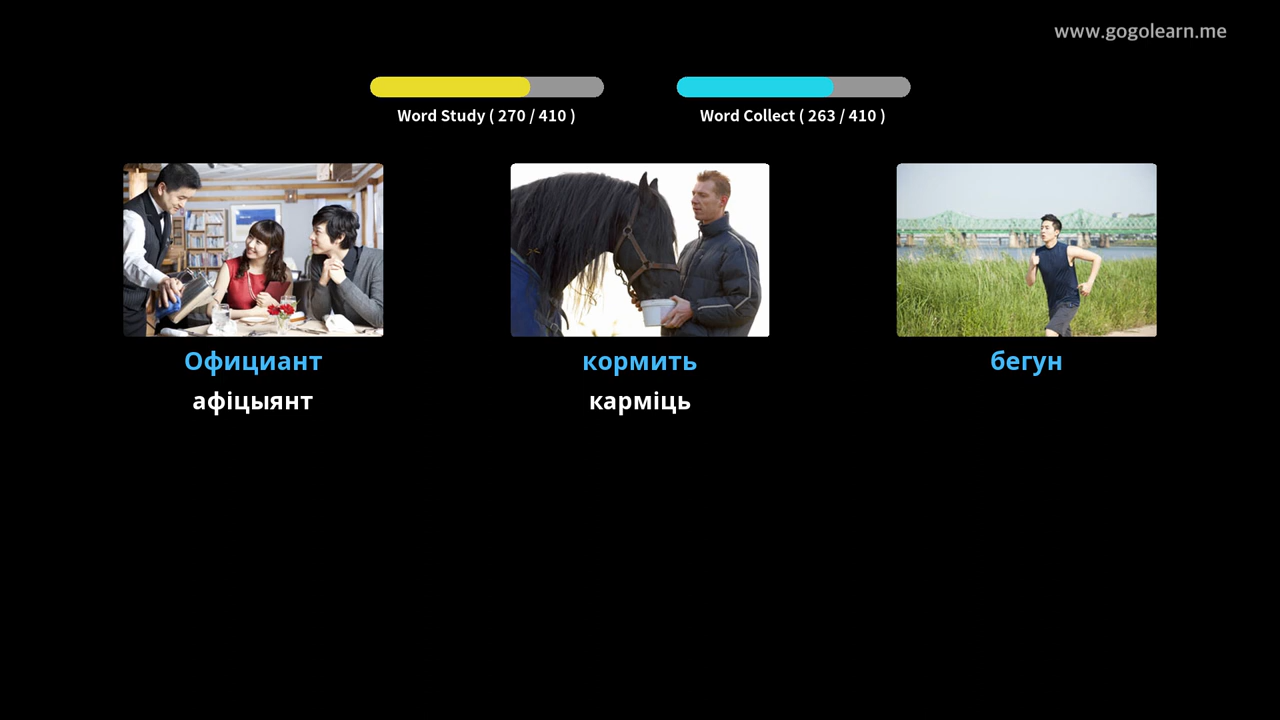 www.gogolearn.me
Word Study ( 270 / 410 )
Word Collect ( 263 / 410 )
Официант
кормить
бегун
афіцыянт
карміць